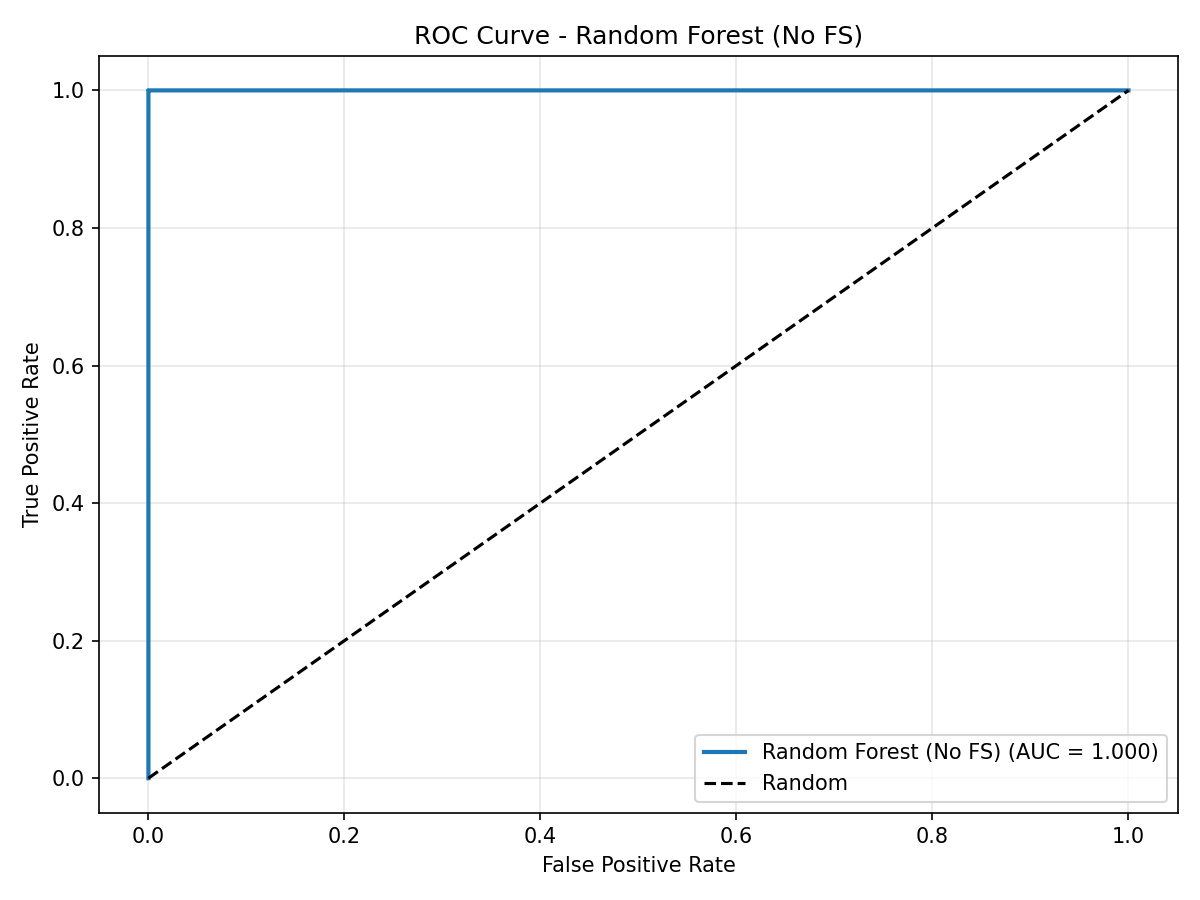 ROC Curve - Random Forest (No FS)
True Positive Rate
1.0
0.8
0.6
0.4
0.2
0.0
Random Forest (No FS) (AUC = 1.000)
Random
0.0 0.2 0.4 0.6 0.8 1.0
False Positive Rate